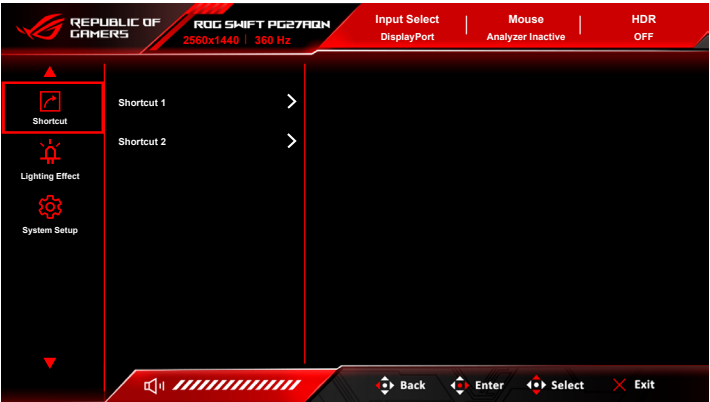 REPUBLIC OF
GAMERS
ROG SWIFT PG27AQN
2560x1440 | 360 Hz
Input Select
DisplayPort
Mouse
Analyzer Inactive
HDR
OFF
Shortcut
Lighting Effect
System Setup
Shortcut 1
Shortcut 2
Back
Enter
Select
Exit